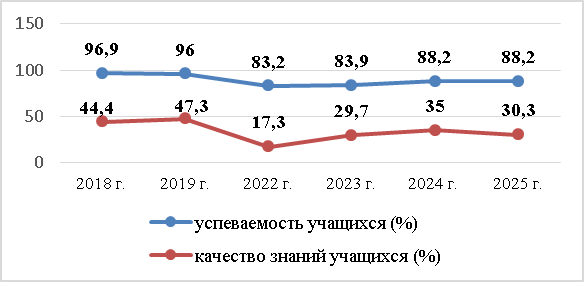 150
96,9 96 83,2 83,9 88,2 88,2
100
44,4 47,3 17,3 29,7 35 30,3
50
0
2018 г. 2019 г. 2022 г. 2023 г. 2024 г. 2025 г.
успеваемость учащихся (%)
качество знаний учащихся (%)